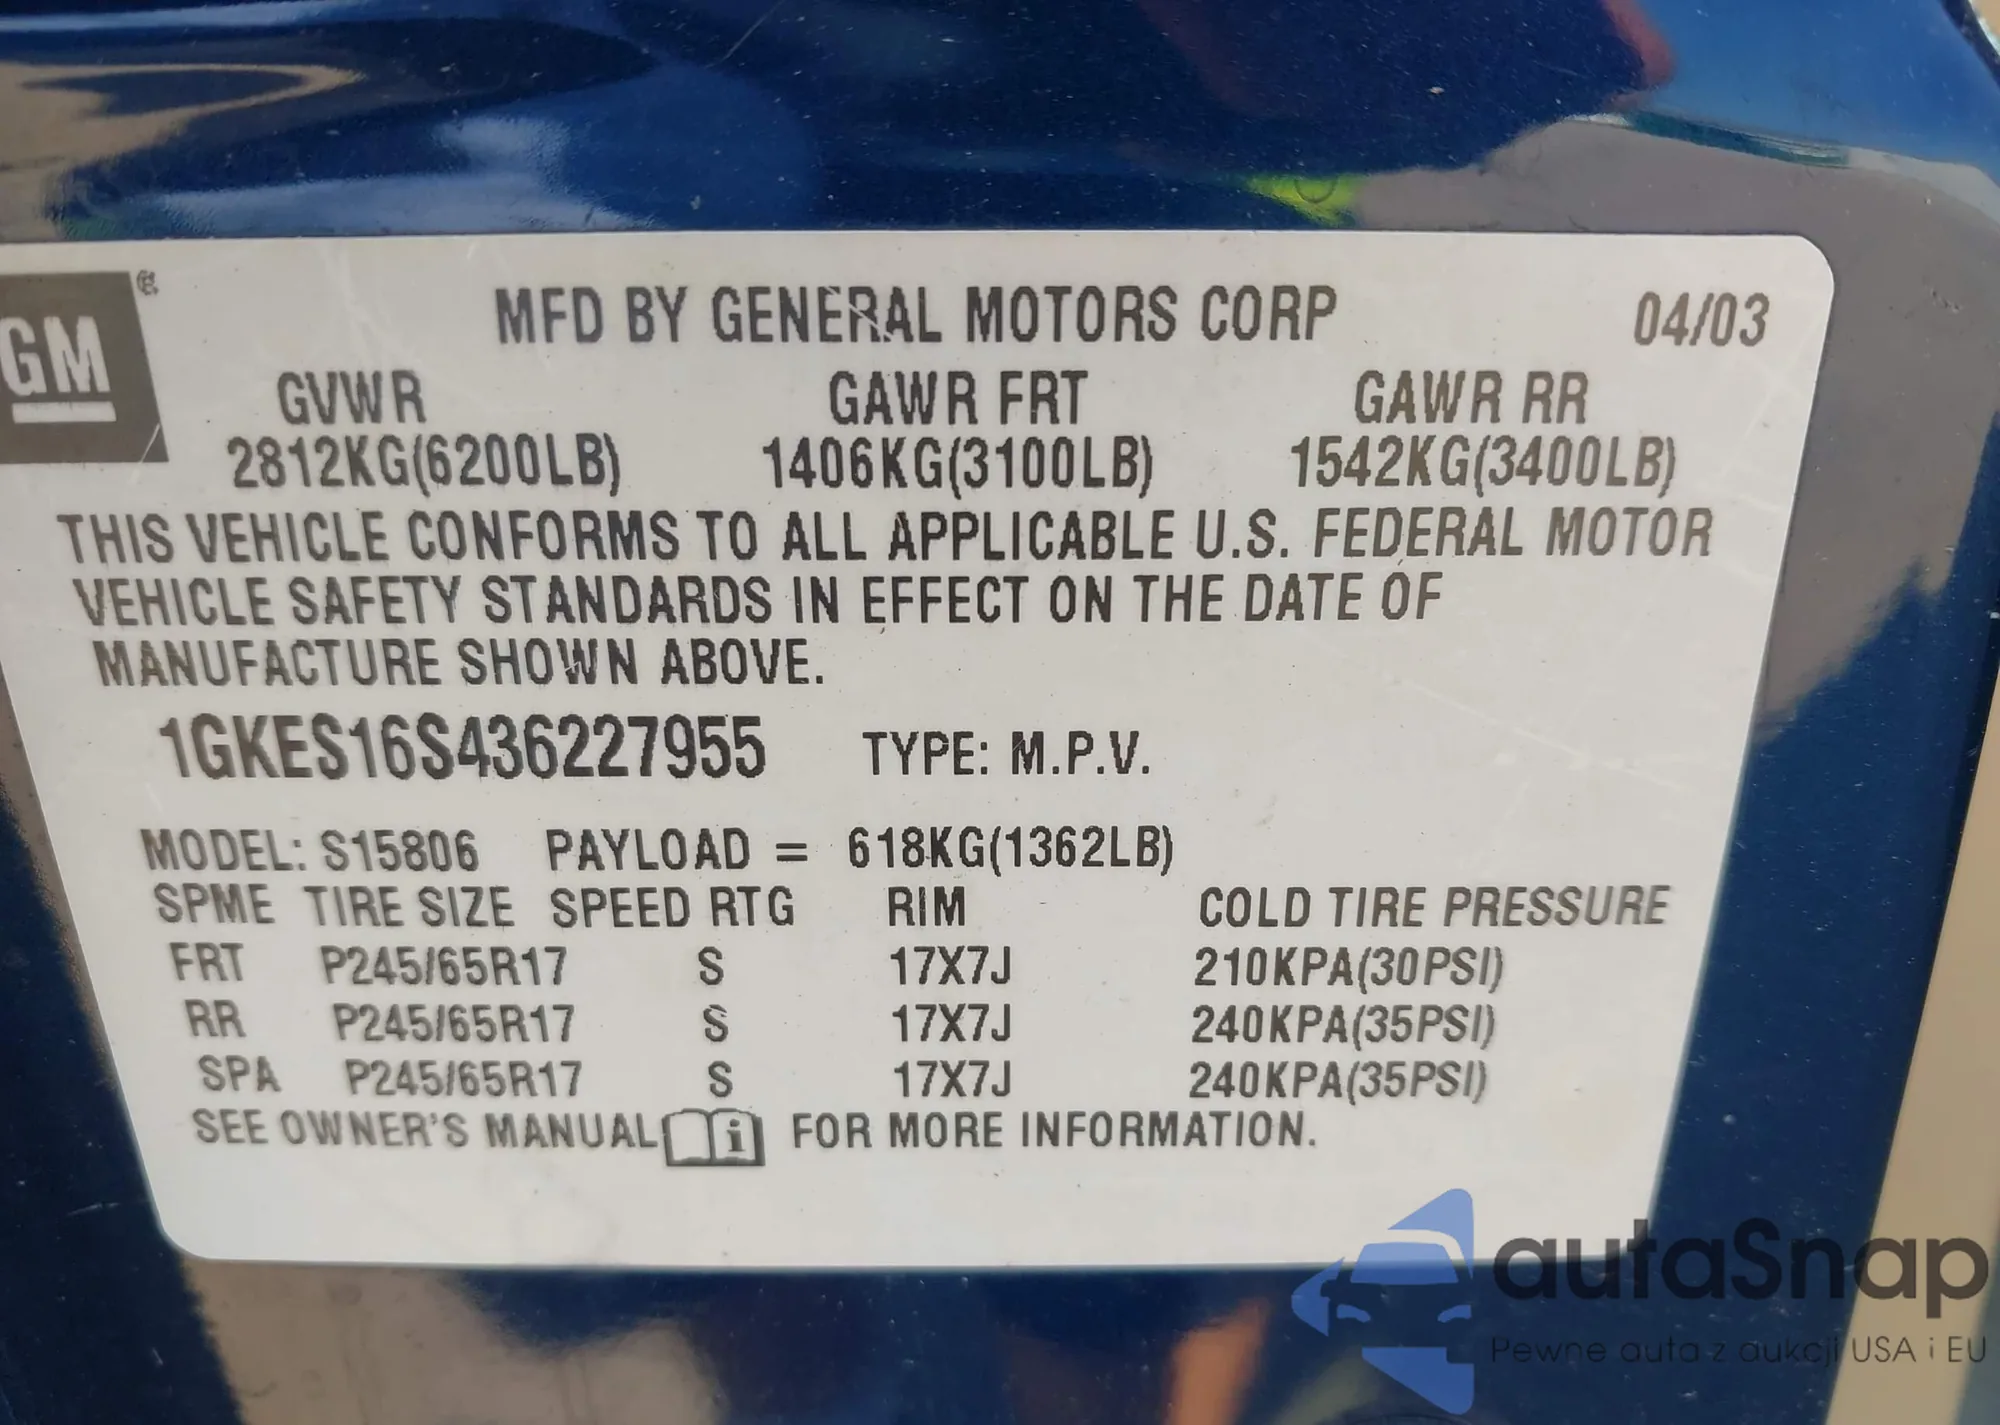 GM
MFD BY GENERAL MOTORS CORP 04/03
GVWR GAWR FRT GAWR RR
2812KG(6200LB) 1406KG(3100LB) 1542KG(3400LB)
THIS VEHICLE CONFORMS TO ALL APPLICABLE U.S. FEDERAL MOTOR
VEHICLE SAFETY STANDARDS IN EFFECT ON THE DATE OF
MANUFACTURE SHOWN ABOVE.
1GKES16S436227955 TYPE: M.P.V.
MODEL: S15806 PAYLOAD = 618KG(1362LB)
SPME TIRE SIZE SPEED RTG RIM COLD TIRE PRESSURE
FRT P245/65R17 S 17X7J 210KPA(30PSI)
RR P245/65R17 S 17X7J 240KPA(35PSI)
SPA P245/65R17 S 17X7J 240KPA(35PSI)
SEE OWNER'S MANUAL i FOR MORE INFORMATION.
autaSnap
Pewne auta z aukcji USA i EU